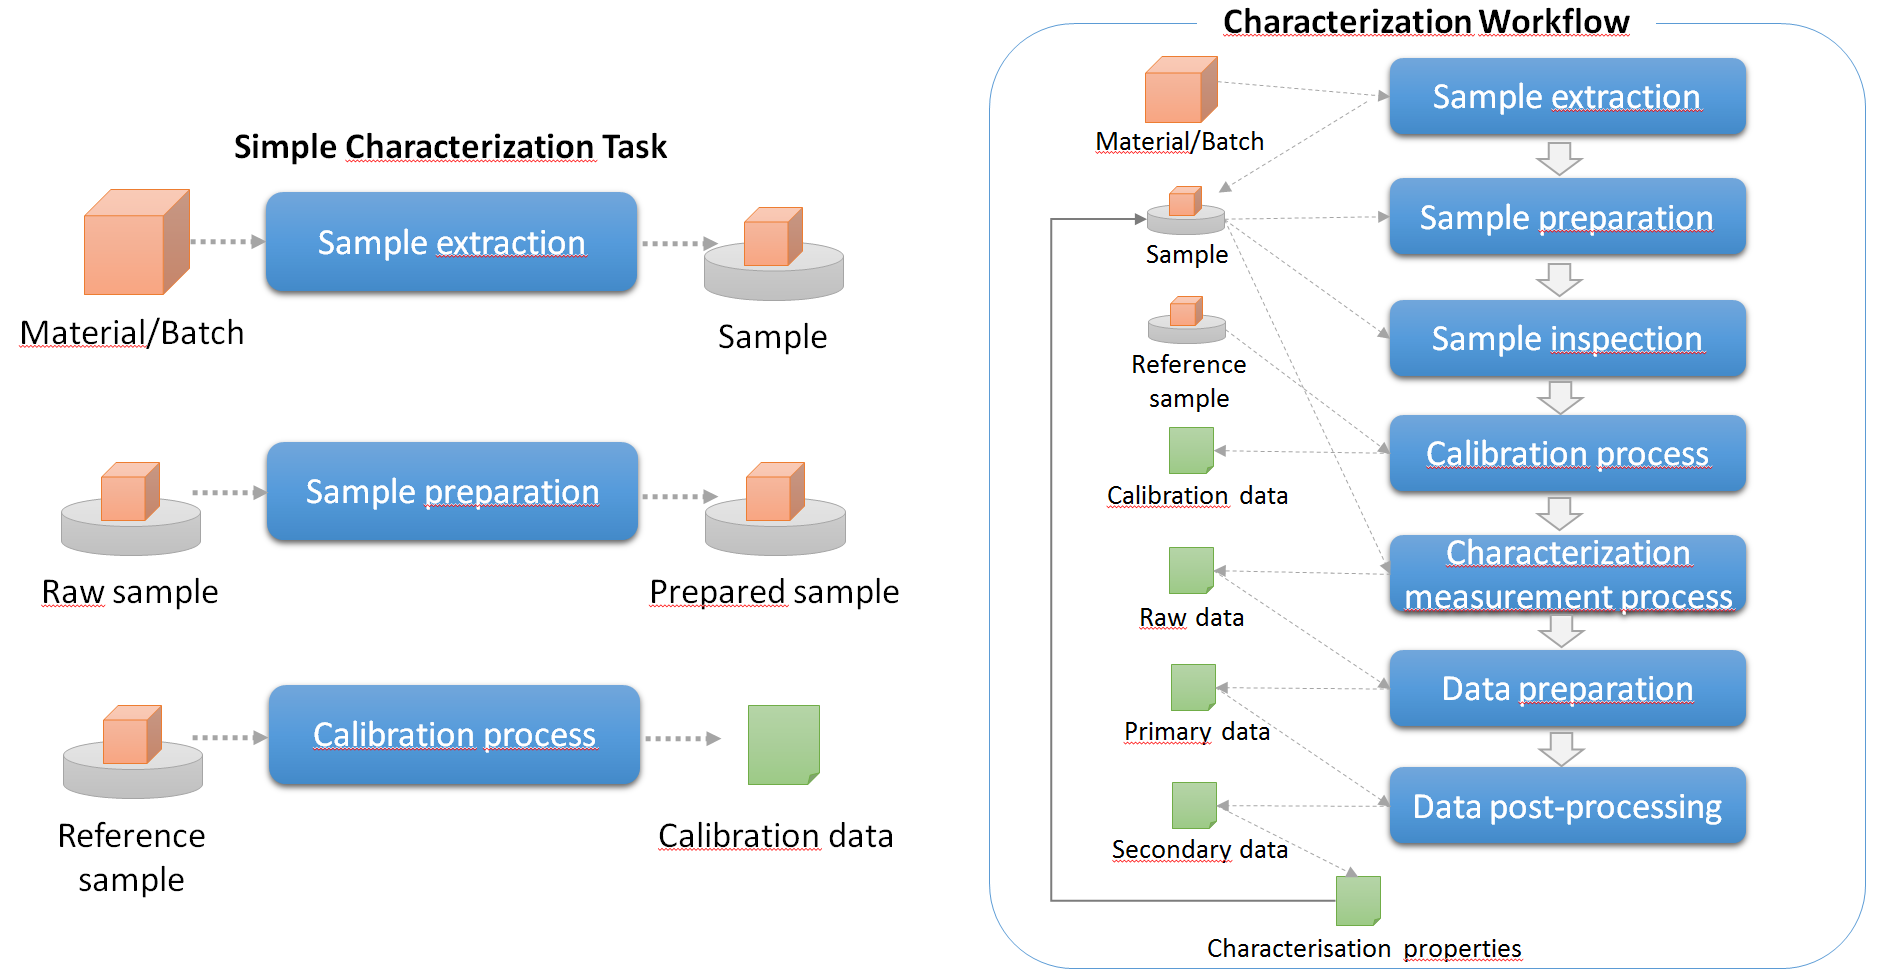 Simple Characterization Task
Sample extraction
Material/Batch
Sample
Sample preparation
Raw sample
Prepared sample
Calibration process
Reference
sample
Calibration data
Characterization Workflow
Material/Batch
Sample extraction
Sample
Sample preparation
Reference
sample
Sample inspection
Calibration data
Calibration process
Raw data
Characterization
measurement process
Primary data
Data preparation
Secondary data
Data post-processing
Characterisation properties